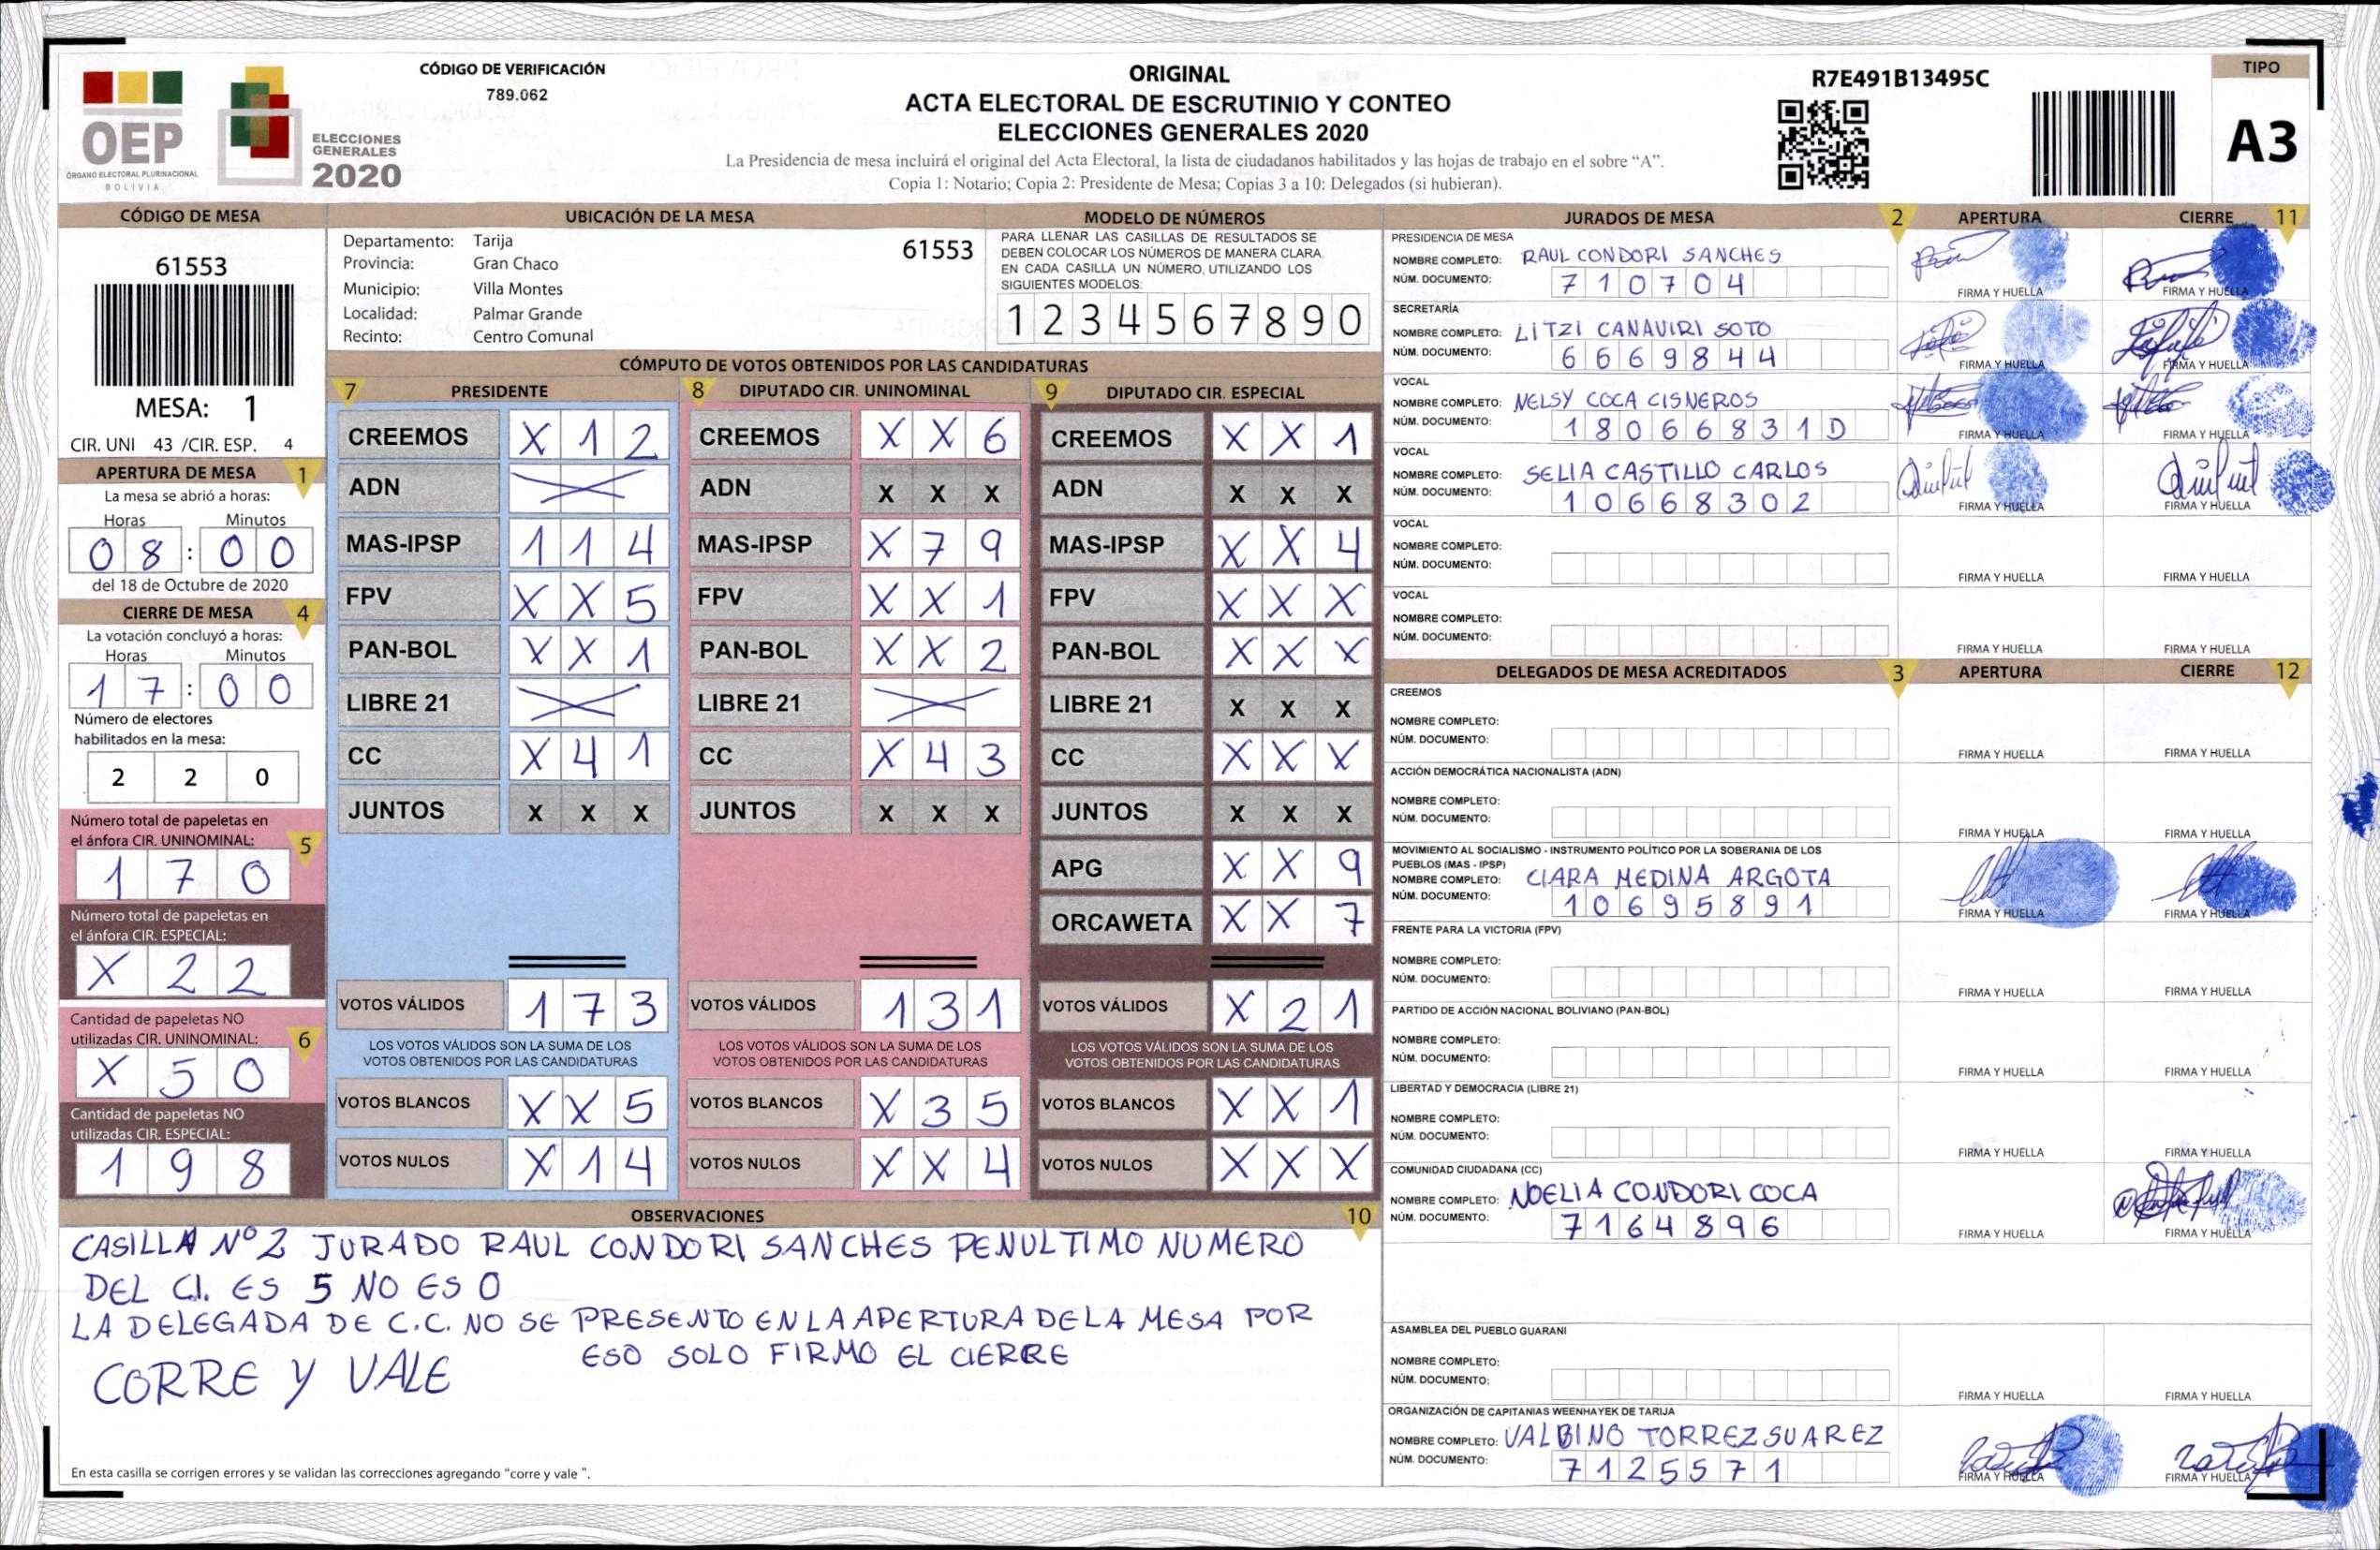 OEP
ÓRGANO ELECTORAL PLURINACIONAL
BOLIVIA
ELECCIONES
GENERALES
2020
CÓDIGO DE VERIFICACIÓN
789.062
ORIGINAL
ACTA ELECTORAL DE ESCRUTINIO Y CONTEO
ELECCIONES GENERALES 2020
La Presidencia de mesa incluirá el original del Acta Electoral, la lista de ciudadanos habilitados y las hojas de trabajo en el sobre “A”.
Copia 1: Notario; Copia 2: Presidente de Mesa; Copias 3 a 10: Delegados (si hubieran).
R7E491B13495C
TIPO
A3
CÓDIGO DE MESA
61553
MESA: 1
CIR. UNI 43 /CIR. ESP. 4
APERTURA DE MESA 1
La mesa se abrió a horas:
Horas Minutos
0 8 : 0 0
del 18 de Octubre de 2020
CIERRE DE MESA 4
La votación concluyó a horas:
Horas Minutos
1 7 : 0 0
Número de electores
habilitados en la mesa:
2 2 0
Número total de papeletas en
el ánfora CIR. UNINOMINAL: 5
1 7 0
Número total de papeletas en
el ánfora CIR. ESPECIAL:
X 2 2
Cantidad de papeletas NO
utilizadas CIR. UNINOMINAL: 6
X 5 0
Cantidad de papeletas NO
utilizadas CIR. ESPECIAL:
1 9 8
UBICACIÓN DE LA MESA
Departamento: Tarija 61553
Provincia: Gran Chaco
Municipio: Villa Montes
Localidad: Palmar Grande
Recinto: Centro Comunal
MODELO DE NÚMEROS
PARA LLENAR LAS CASILLAS DE RESULTADOS SE
DEBEN COLOCAR LOS NÚMEROS DE MANERA CLARA.
EN CADA CASILLA UN NÚMERO, UTILIZANDO LOS
SIGUIENTES MODELOS:
1 2 3 4 5 6 7 8 9 0
CÓMPUTO DE VOTOS OBTENIDOS POR LAS CANDIDATURAS
7 PRESIDENTE
CREEMOS X 1 2
ADN
MAS-IPSP 1 1 4
FPV X X 5
PAN-BOL X X 1
LIBRE 21
CC X 4 1
JUNTOS X X X
VOTOS VÁLIDOS 1 7 3
LOS VOTOS VÁLIDOS SON LA SUMA DE LOS
VOTOS OBTENIDOS POR LAS CANDIDATURAS
VOTOS BLANCOS X X 5
VOTOS NULOS X 1 4
8 DIPUTADO CIR. UNINOMINAL
CREEMOS X X 6
ADN X X X
MAS-IPSP X 7 9
FPV X X 1
PAN-BOL X X 2
LIBRE 21
CC X 4 3
JUNTOS X X X
VOTOS VÁLIDOS 1 3 1
LOS VOTOS VÁLIDOS SON LA SUMA DE LOS
VOTOS OBTENIDOS POR LAS CANDIDATURAS
VOTOS BLANCOS X 3 5
VOTOS NULOS X X 4
9 DIPUTADO CIR. ESPECIAL
CREEMOS X X 1
ADN X X X
MAS-IPSP X X 4
FPV X X X
PAN-BOL X X X
LIBRE 21 X X X
CC X X X
JUNTOS X X X
APG X X 9
ORCAWETA X X 7
VOTOS VÁLIDOS X 2 1
LOS VOTOS VÁLIDOS SON LA SUMA DE LOS
VOTOS OBTENIDOS POR LAS CANDIDATURAS
VOTOS BLANCOS X X 1
VOTOS NULOS X X X
OBSERVACIONES 10
CASILLA Nº 2 JURADO RAUL CONDORI SANCHES PENULTIMO NUMERO
DEL CI. ES 5 NO ES 0
LA DELEGADA DE C.C. NO SE PRESENTO EN LA APERTURA DE LA MESA POR
ESO SOLO FIRMO EL CIERRE
CORRE Y VALE
En esta casilla se corrigen errores y se validan las correcciones agregando “corre y vale ”.
JURADOS DE MESA 2 APERTURA CIERRE 11
PRESIDENCIA DE MESA
NOMBRE COMPLETO: RAUL CONDORI SANCHES
NÚM. DOCUMENTO: 7 1 0 7 0 4
FIRMA Y HUELLA FIRMA Y HUELLA
SECRETARÍA
NOMBRE COMPLETO: LITZI CANAVIRI SOTO
NÚM. DOCUMENTO: 6 6 6 9 8 4 4
FIRMA Y HUELLA FIRMA Y HUELLA
VOCAL
NOMBRE COMPLETO: NELSY COCA CISNEROS
NÚM. DOCUMENTO: 1 8 0 6 6 8 3 1 D
FIRMA Y HUELLA FIRMA Y HUELLA
VOCAL
NOMBRE COMPLETO: SELIA CASTILLO CARLOS
NÚM. DOCUMENTO: 1 0 6 6 8 3 0 2
FIRMA Y HUELLA FIRMA Y HUELLA
VOCAL
NOMBRE COMPLETO:
NÚM. DOCUMENTO:
FIRMA Y HUELLA FIRMA Y HUELLA
VOCAL
NOMBRE COMPLETO:
NÚM. DOCUMENTO:
FIRMA Y HUELLA FIRMA Y HUELLA
DELEGADOS DE MESA ACREDITADOS 3 APERTURA CIERRE 12
CREEMOS
NOMBRE COMPLETO:
NÚM. DOCUMENTO:
FIRMA Y HUELLA FIRMA Y HUELLA
ACCIÓN DEMOCRÁTICA NACIONALISTA (ADN)
NOMBRE COMPLETO:
NÚM. DOCUMENTO:
FIRMA Y HUELLA FIRMA Y HUELLA
MOVIMIENTO AL SOCIALISMO - INSTRUMENTO POLÍTICO POR LA SOBERANIA DE LOS
PUEBLOS (MAS - IPSP)
NOMBRE COMPLETO: CLARA MEDINA ARGOTA
NÚM. DOCUMENTO: 1 0 6 9 5 8 9 1
FIRMA Y HUELLA FIRMA Y HUELLA
FRENTE PARA LA VICTORIA (FPV)
NOMBRE COMPLETO:
NÚM. DOCUMENTO:
FIRMA Y HUELLA FIRMA Y HUELLA
PARTIDO DE ACCIÓN NACIONAL BOLIVIANO (PAN-BOL)
NOMBRE COMPLETO:
NÚM. DOCUMENTO:
FIRMA Y HUELLA FIRMA Y HUELLA
LIBERTAD Y DEMOCRACIA (LIBRE 21)
NOMBRE COMPLETO:
NÚM. DOCUMENTO:
FIRMA Y HUELLA FIRMA Y HUELLA
COMUNIDAD CIUDADANA (CC)
NOMBRE COMPLETO: NOELIA CONDORI COCA
NÚM. DOCUMENTO: 7 1 6 4 8 9 6
FIRMA Y HUELLA FIRMA Y HUELLA
ASAMBLEA DEL PUEBLO GUARANI
NOMBRE COMPLETO:
NÚM. DOCUMENTO:
FIRMA Y HUELLA FIRMA Y HUELLA
ORGANIZACIÓN DE CAPITANIAS WEENHAYEK DE TARIJA
NOMBRE COMPLETO: VALBINO TORREZ SUAREZ
NÚM. DOCUMENTO: 7 1 2 5 5 7 1
FIRMA Y HUELLA FIRMA Y HUELLA